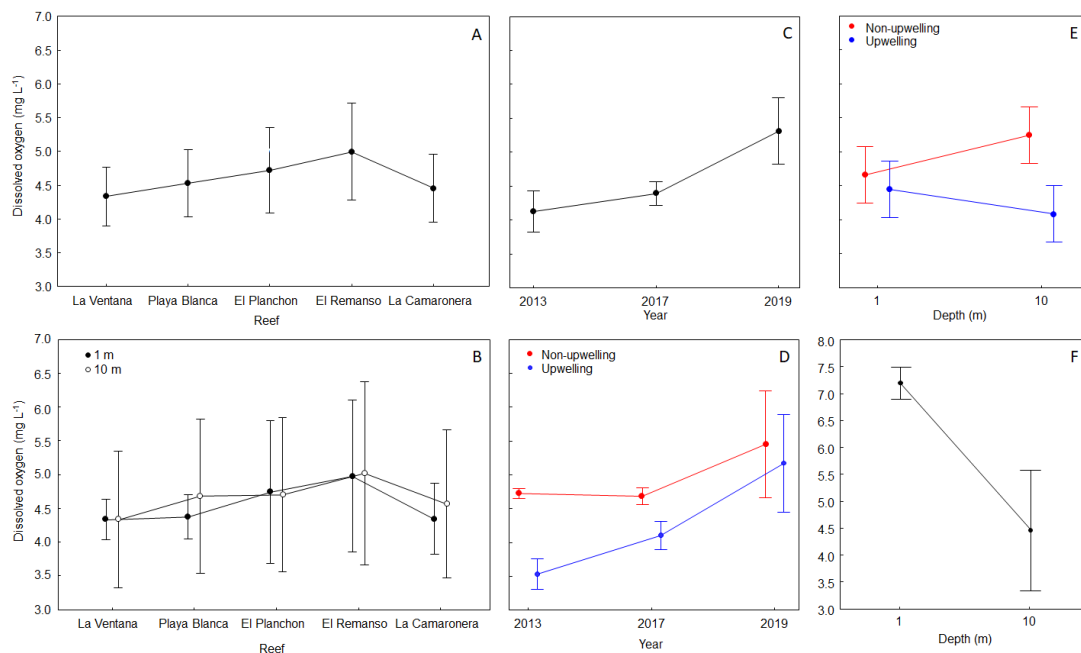 A
Dissolved oxygen (mg L-1)
7.0
6.5
6.0
5.5
5.0
4.5
4.0
3.5
3.0
La Ventana Playa Blanca El Planchon El Remanso La Camaronera
Reef
C
2013 2017 2019
Year
Non-upwelling
Upwelling
E
1 10
Depth (m)
1 m
10 m
B
Dissolved oxygen (mg L-1)
7.0
6.5
6.0
5.5
5.0
4.5
4.0
3.5
3.0
La Ventana Playa Blanca El Planchon El Remanso La Camaronera
Reef
Non-upwelling
Upwelling
D
2013 2017 2019
Year
F
8.0
7.5
7.0
6.5
6.0
5.5
5.0
4.5
4.0
3.5
3.0
1 10
Depth (m)